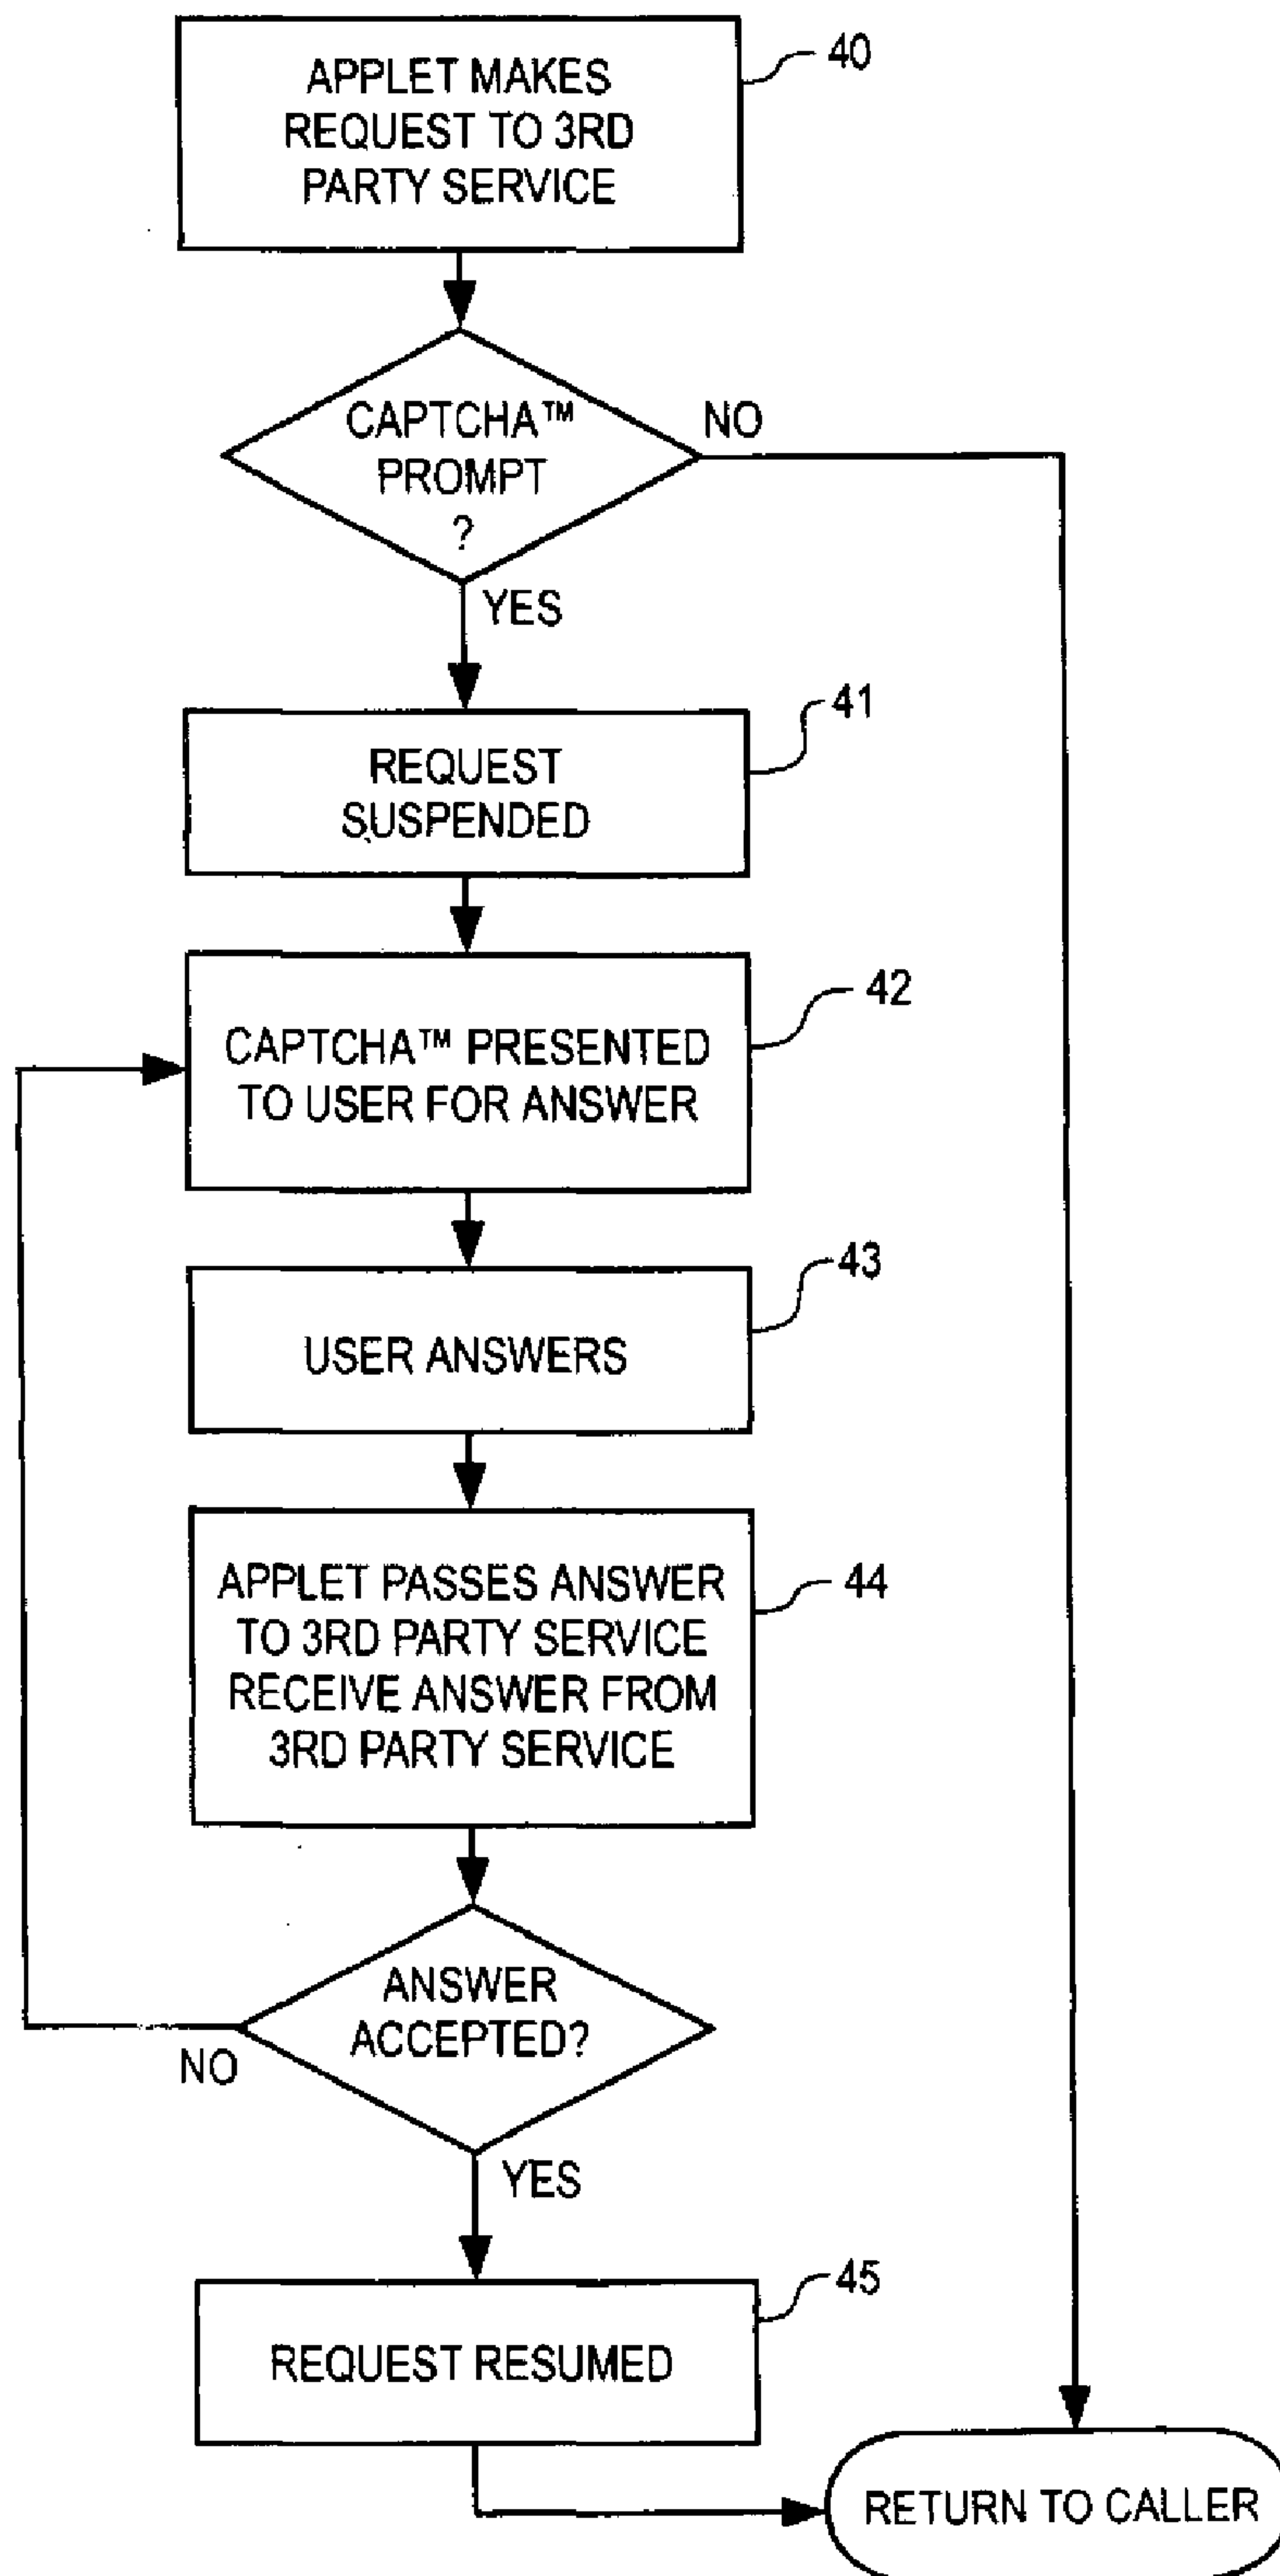 APPLET MAKES
REQUEST TO 3RD
PARTY SERVICE
40
CAPTCHA™
PROMPT
?
NO
YES
41
REQUEST
SUSPENDED
42
CAPTCHA™ PRESENTED
TO USER FOR ANSWER
43
USER ANSWERS
44
APPLET PASSES ANSWER
TO 3RD PARTY SERVICE
RECEIVE ANSWER FROM
3RD PARTY SERVICE
ANSWER
ACCEPTED?
NO
YES
45
REQUEST RESUMED
RETURN TO CALLER